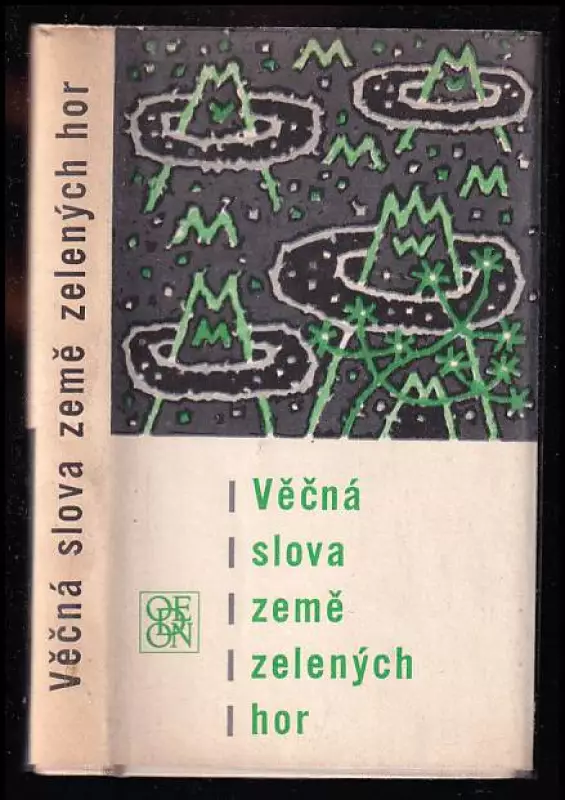 Věčná slova země zelených hor
Věčná
slova
země
zelených
hor
ODEON